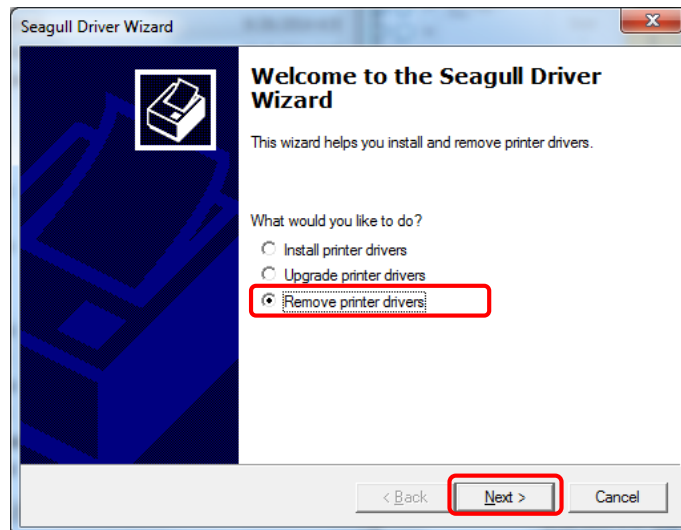 Seagull Driver Wizard
Welcome to the Seagull Driver
Wizard
This wizard helps you install and remove printer drivers.
What would you like to do?
Install printer drivers
Upgrade printer drivers
Remove printer drivers
< Back Next > Cancel